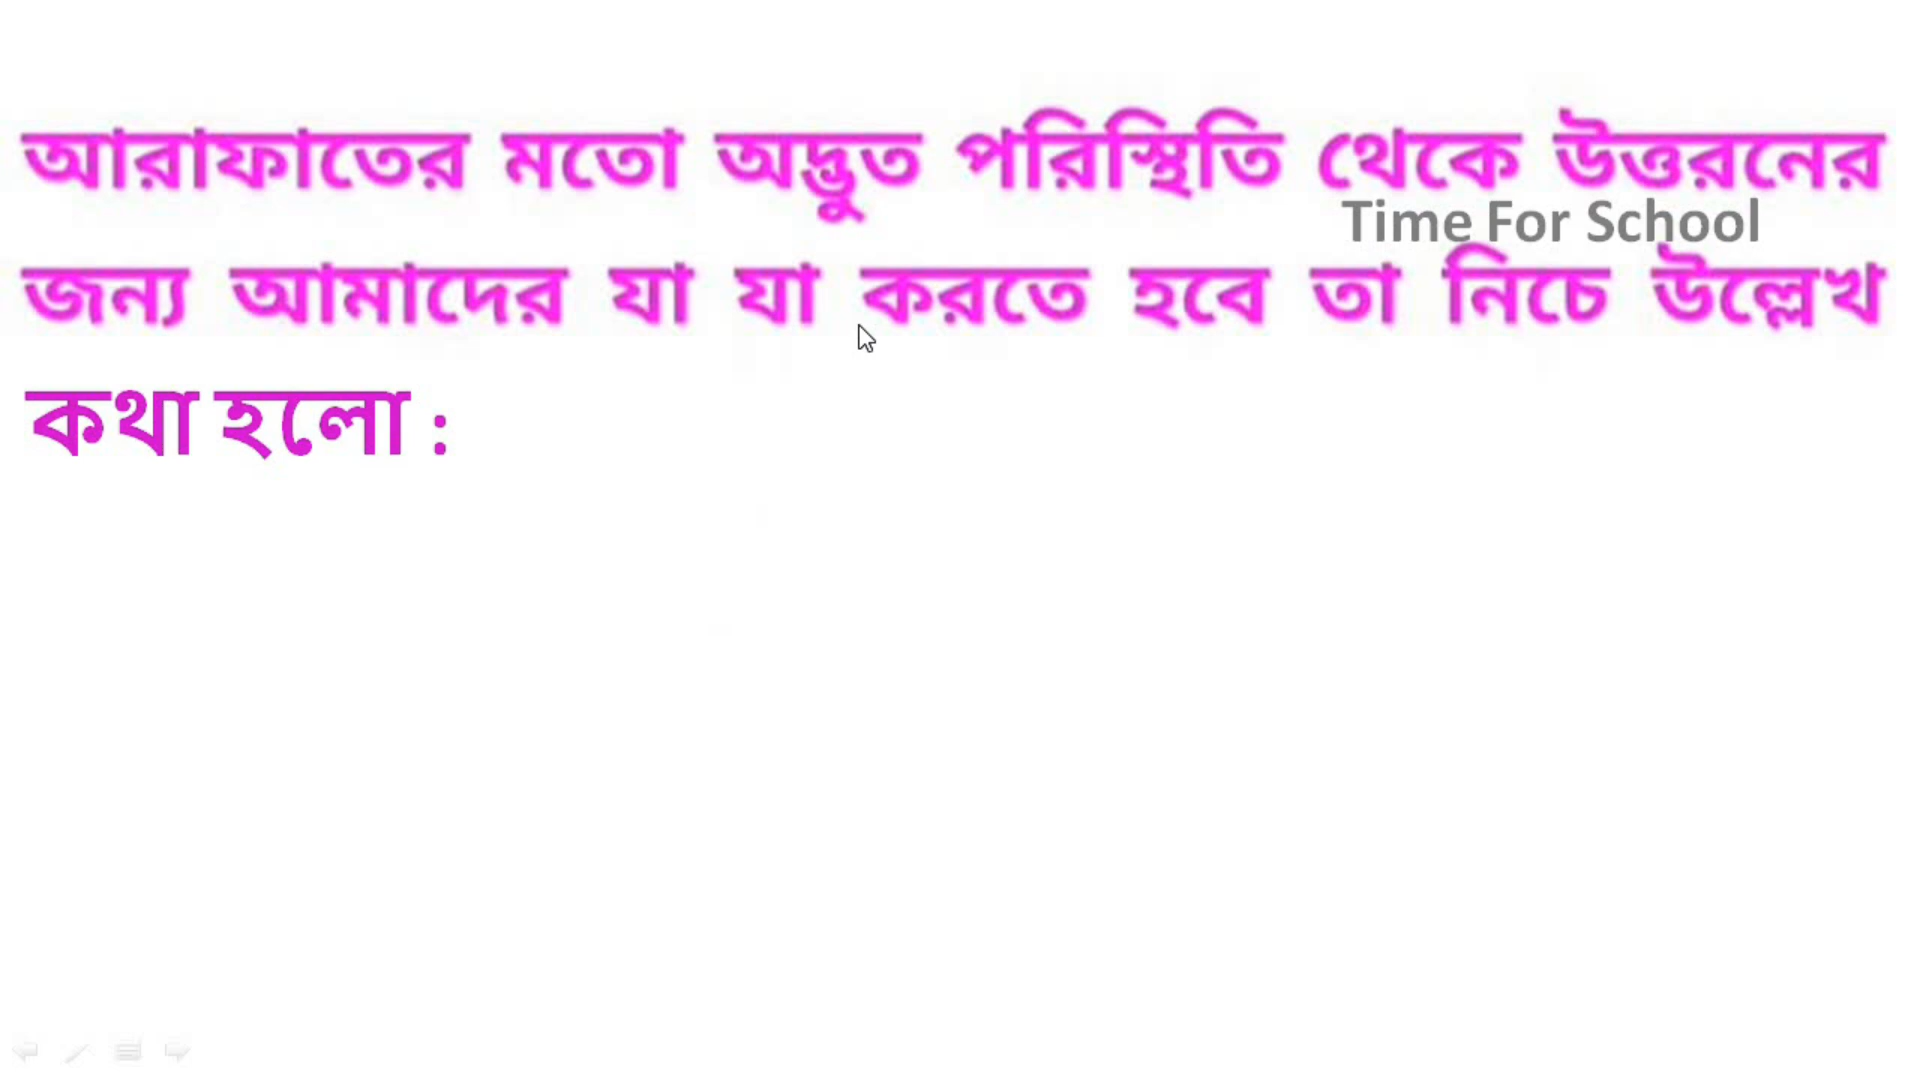 আরাফাতের মতো অদ্ভুত পরিস্থিতি থেকে উত্তরনের
Time For School
জন্য আমাদের যা যা করতে হবে তা নিচে উল্লেখ
কথা হলো :